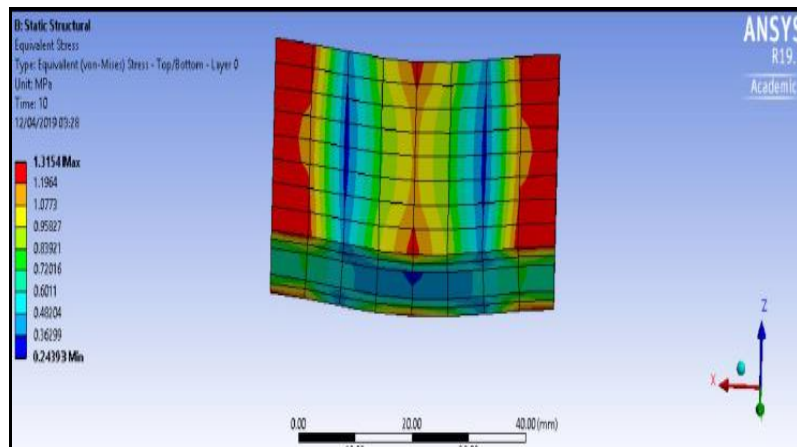 B: Static Structural
Equivalent Stress
Type: Equivalent (von-Mises) Stress - Top/Bottom - Layer 0
Unit: MPa
Time: 10
12/04/2019 03:28
1.3154 Max
1.1964
1.0773
0.95827
0.83921
0.72016
0.6011
0.48204
0.36299
0.24393 Min
ANSYS
R19.
Academic
Z
X
0.00
20.00
40.00 (mm)